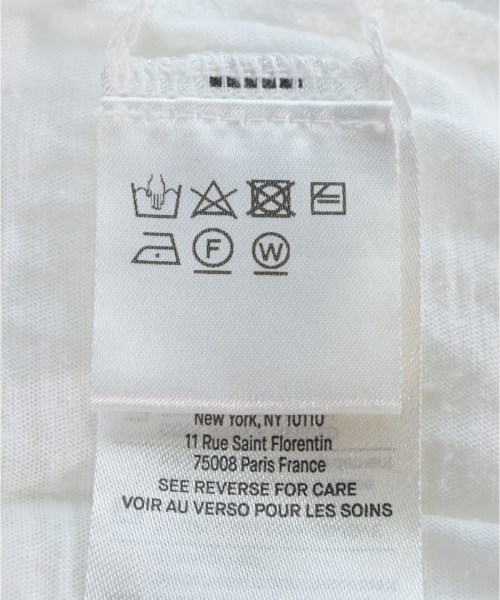 F W
New York, NY 10110
11 Rue Saint Florentin
75008 Paris France
SEE REVERSE FOR CARE
VOIR AU VERSO POUR LES SOINS